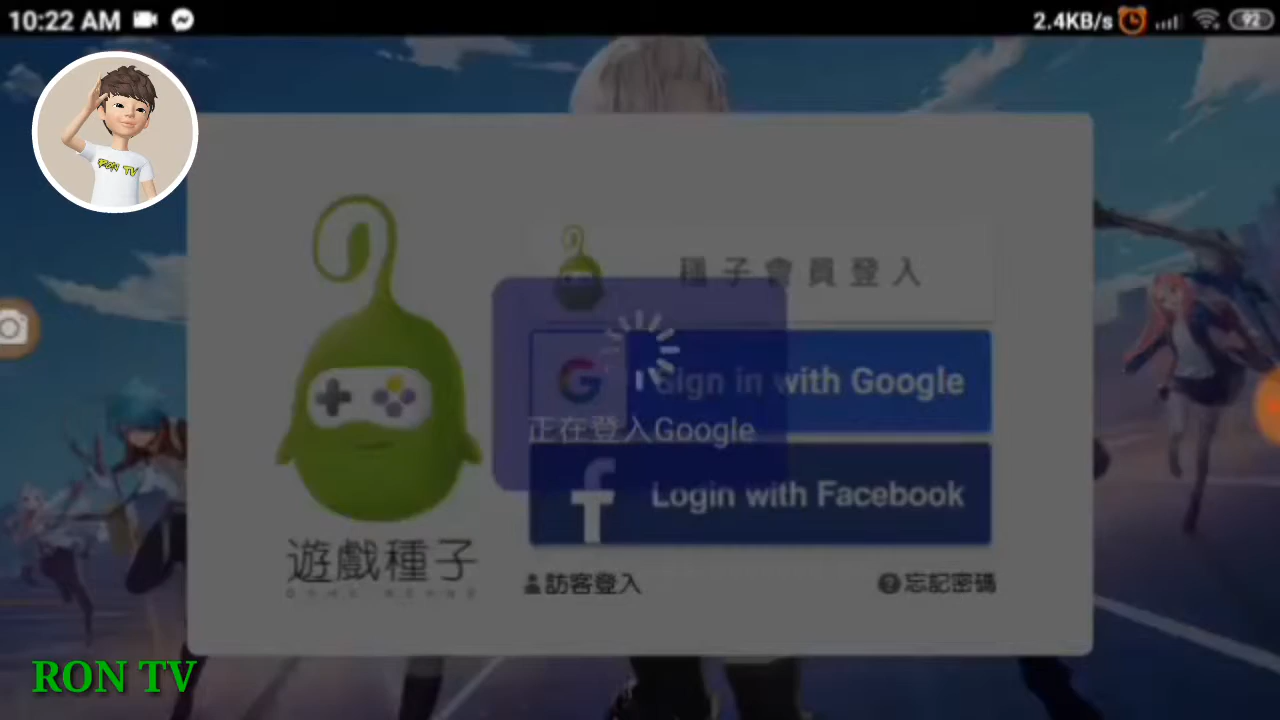 10:22 AM
2.4KB/s
92
RON TV
種子會員登入
Sign in with Google
正在登入Google
Login with Facebook
遊戲種子
訪客登入
忘記密碼
RON TV